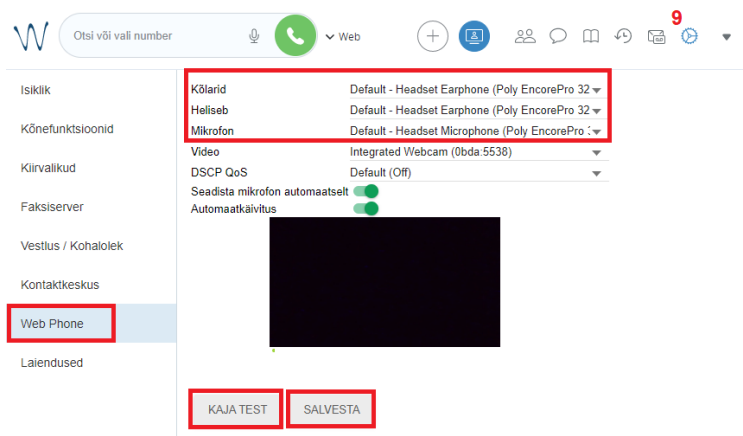 9
W Otsi või vali number Web
Isiklik
Kõnefunktsioonid
Kiirvalikud
Faksiserver
Vestlus / Kohalolek
Kontaktkeskus
Web Phone
Laiendused
Kõlarid Default - Headset Earphone (Poly EncorePro 32
Heliseb Default - Headset Earphone (Poly EncorePro 32
Mikrofon Default - Headset Microphone (Poly EncorePro 3
Video Integrated Webcam (0bda:5538)
DSCP QoS Default (Off)
Seadista mikrofon automaatselt
Automaatkäivitus
KAJA TEST SALVESTA